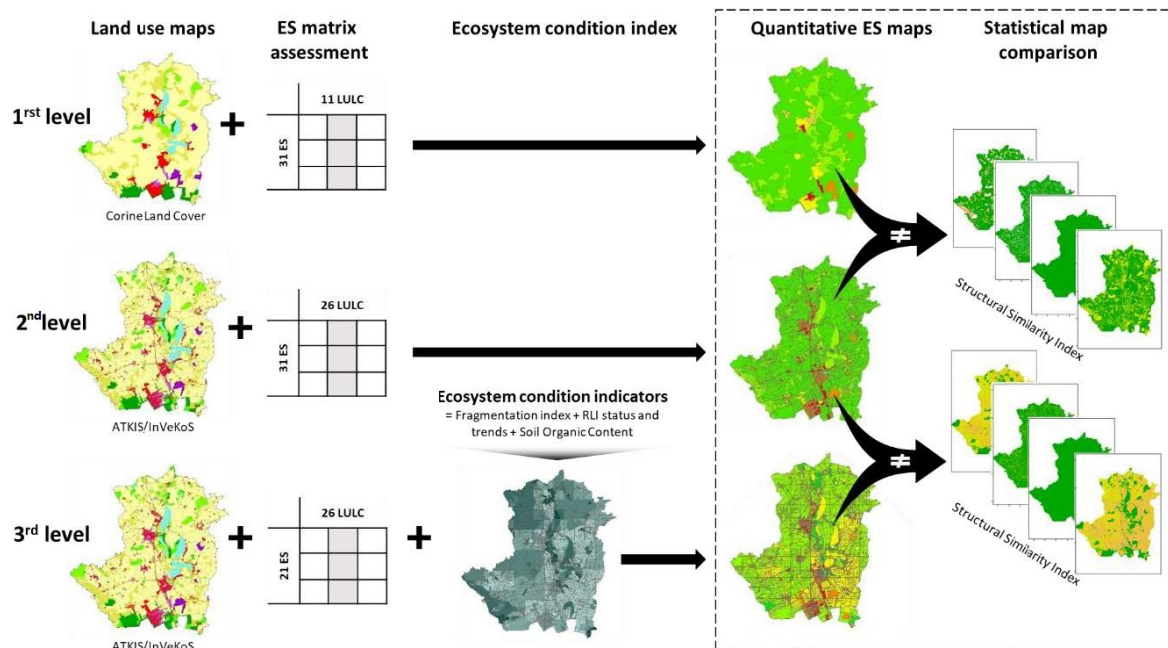 Land use maps
ES matrix
assessment
Ecosystem condition index
Quantitative ES maps
Statistical map
comparison
1rst level
11 LULC
31 ES
Corine Land Cover
≠
Structural Similarity Index
2nd level
26 LULC
31 ES
ATKIS/InVeKoS
Ecosystem condition indicators
= Fragmentation index + RLI status and
trends + Soil Organic Content
≠
Structural Similarity Index
3rd level
26 LULC
21 ES
ATKIS/InVeKoS